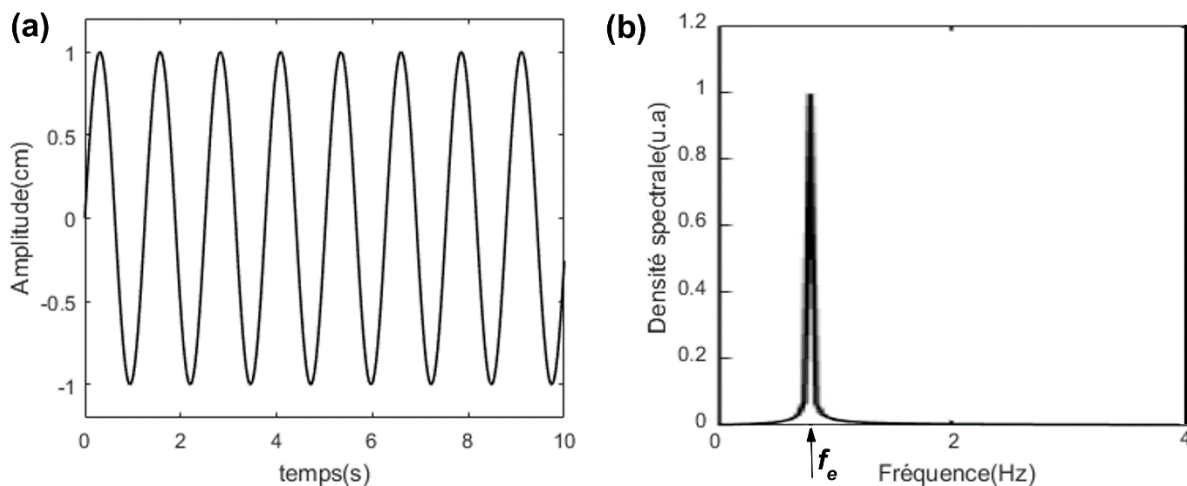 (a)
1
0.5
0
-0.5
-1
Amplitude(cm)
0 2 4 6 8 10
temps(s)
(b)
1.2
1
0.8
0.6
0.4
0.2
0
Densité spectrale(u.a)
0 2 4
fe
Fréquence(Hz)